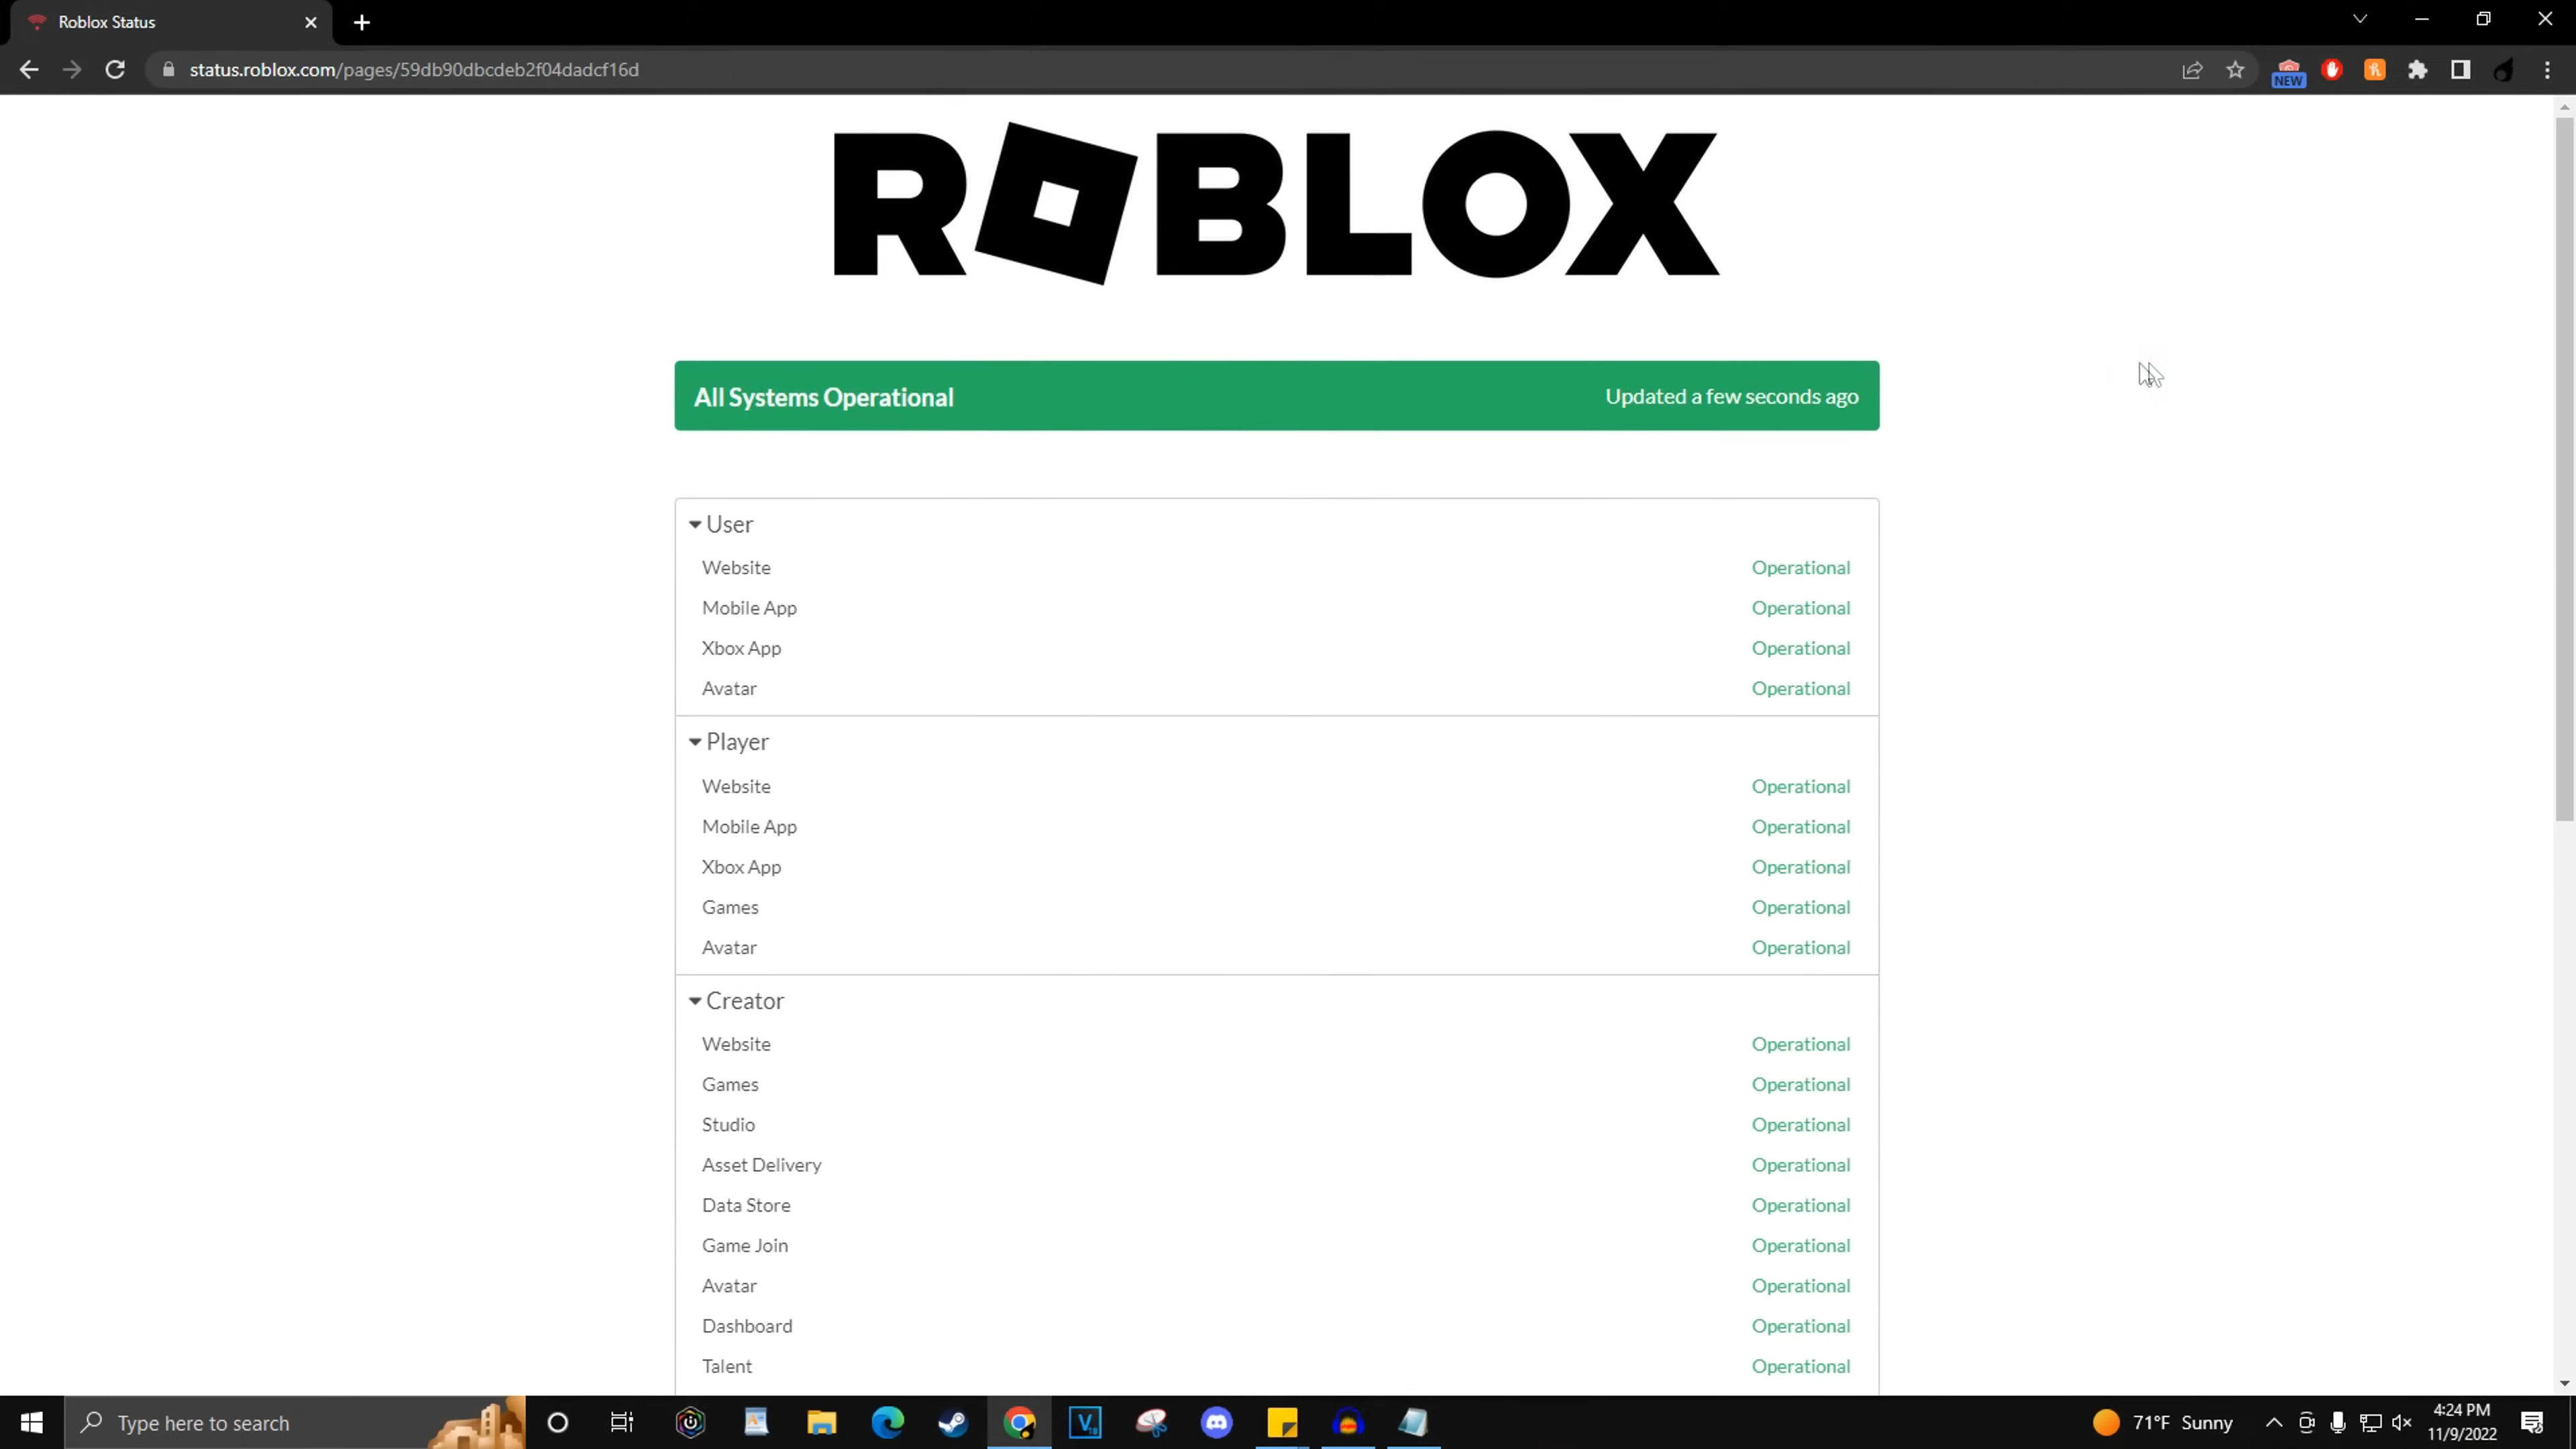 Roblox Status
status.roblox.com/pages/59db90dbcdeb2f04dadcf16d
NEW
ROBLOX
All Systems Operational Updated a few seconds ago
User
Website Operational
Mobile App Operational
Xbox App Operational
Avatar Operational
Player
Website Operational
Mobile App Operational
Xbox App Operational
Games Operational
Avatar Operational
Creator
Website Operational
Games Operational
Studio Operational
Asset Delivery Operational
Data Store Operational
Game Join Operational
Avatar Operational
Dashboard Operational
Talent Operational
Type here to search
V 18
71°F Sunny
4:24 PM
11/9/2022